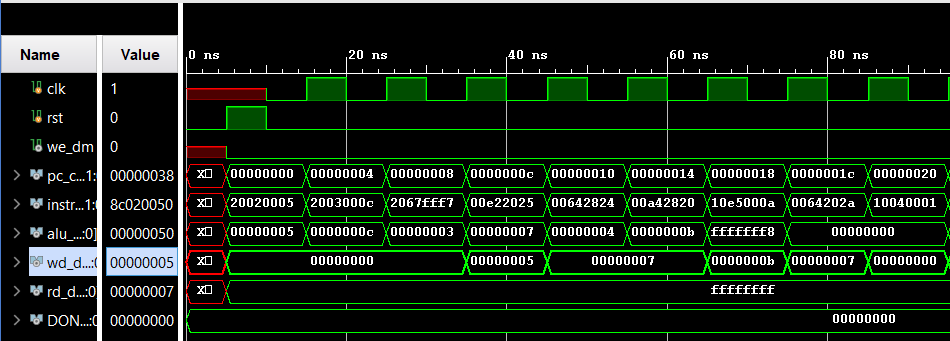 Name Value 0 ns 20 ns 40 ns 60 ns 80 ns
clk 1
rst 0
we_dm 0
pc_c...1: 00000038 X 00000000 00000004 00000008 0000000c 00000010 00000014 00000018 0000001c 00000020
instr...1:0 8c020050 X 20020005 2003000c 2067fff7 00e22025 00642824 00a42820 10e5000a 0064202a 10040001
alu_...:0] 00000050 X 00000005 0000000c 00000003 00000007 00000004 0000000b fffffff8 00000000
wd_d...:0 00000005 X 00000000 00000005 00000007 0000000b 00000007 00000000
rd_d...:0 00000007 X ffffffff
DON...:0 00000000 00000000